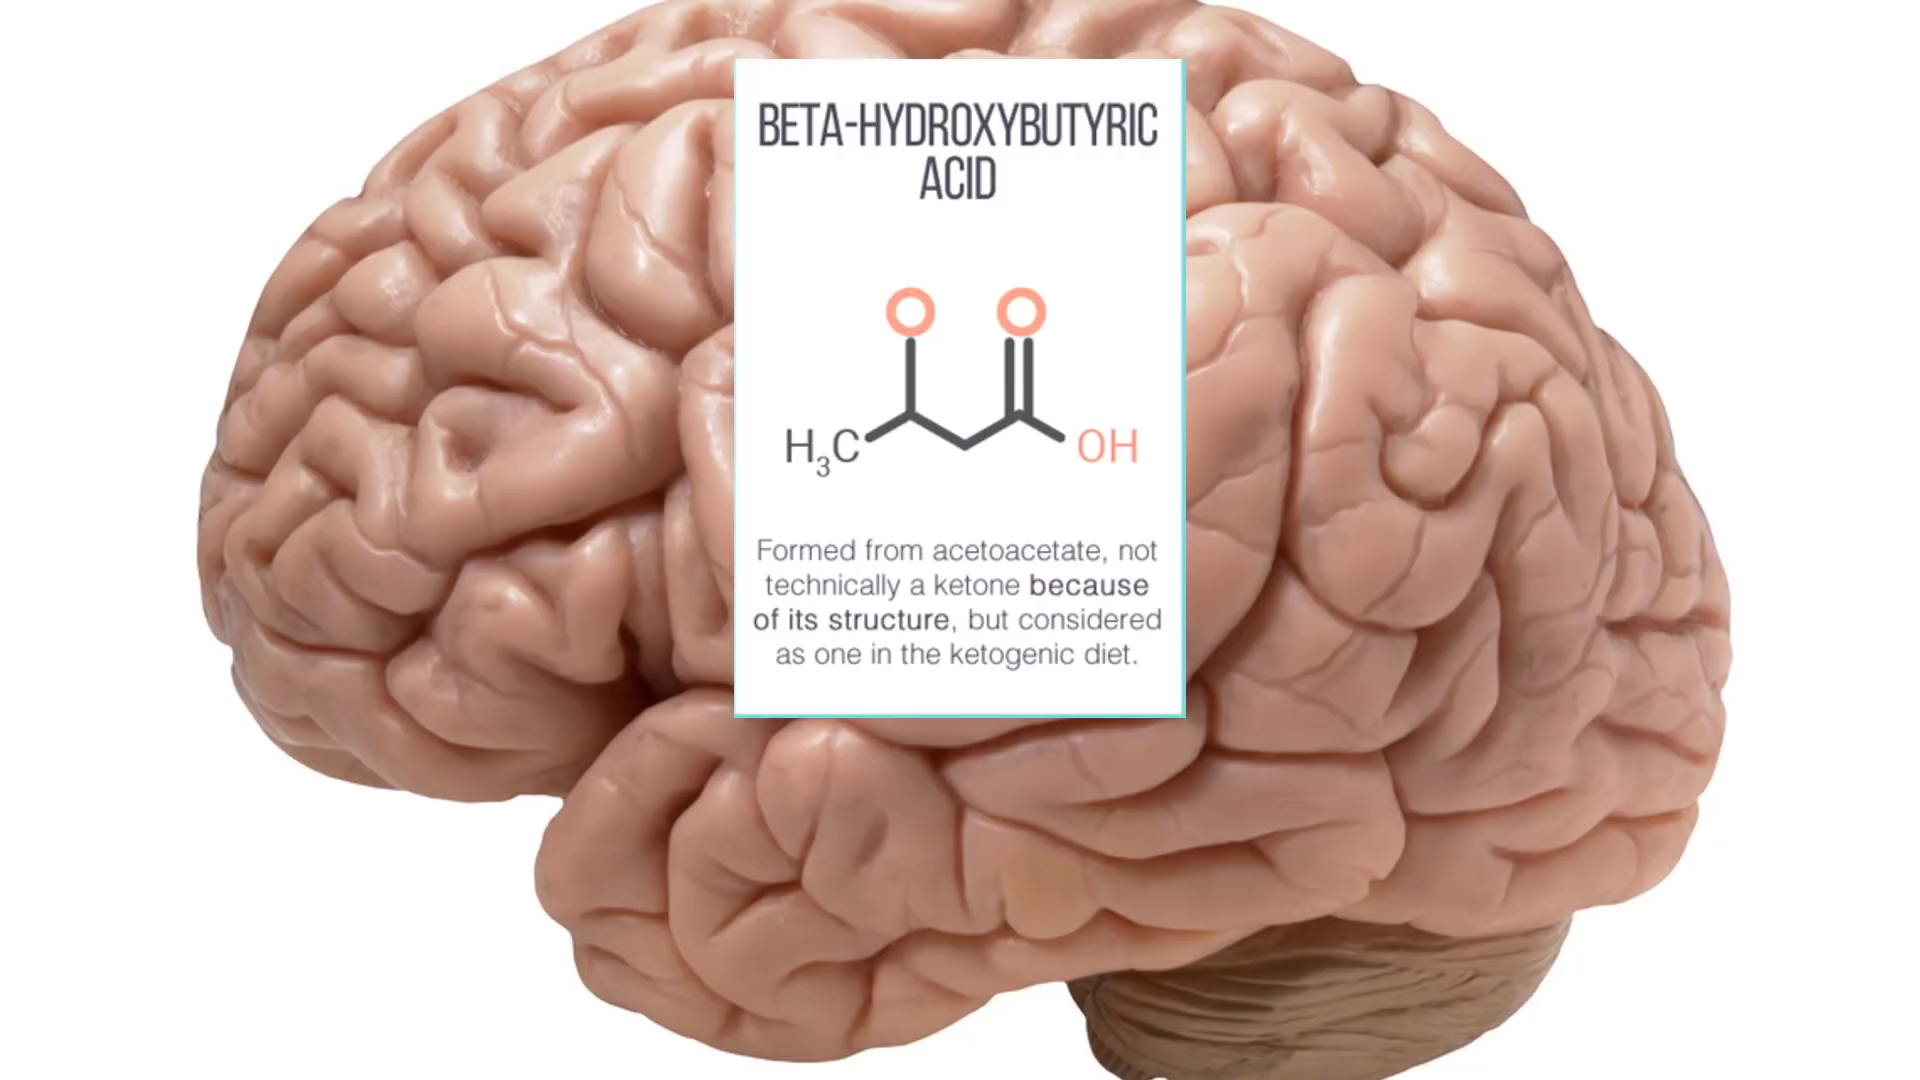 BETA-HYDROXYBUTYRIC
ACID
O O
H3C OH
Formed from acetoacetate, not
technically a ketone because
of its structure, but considered
as one in the ketogenic diet.